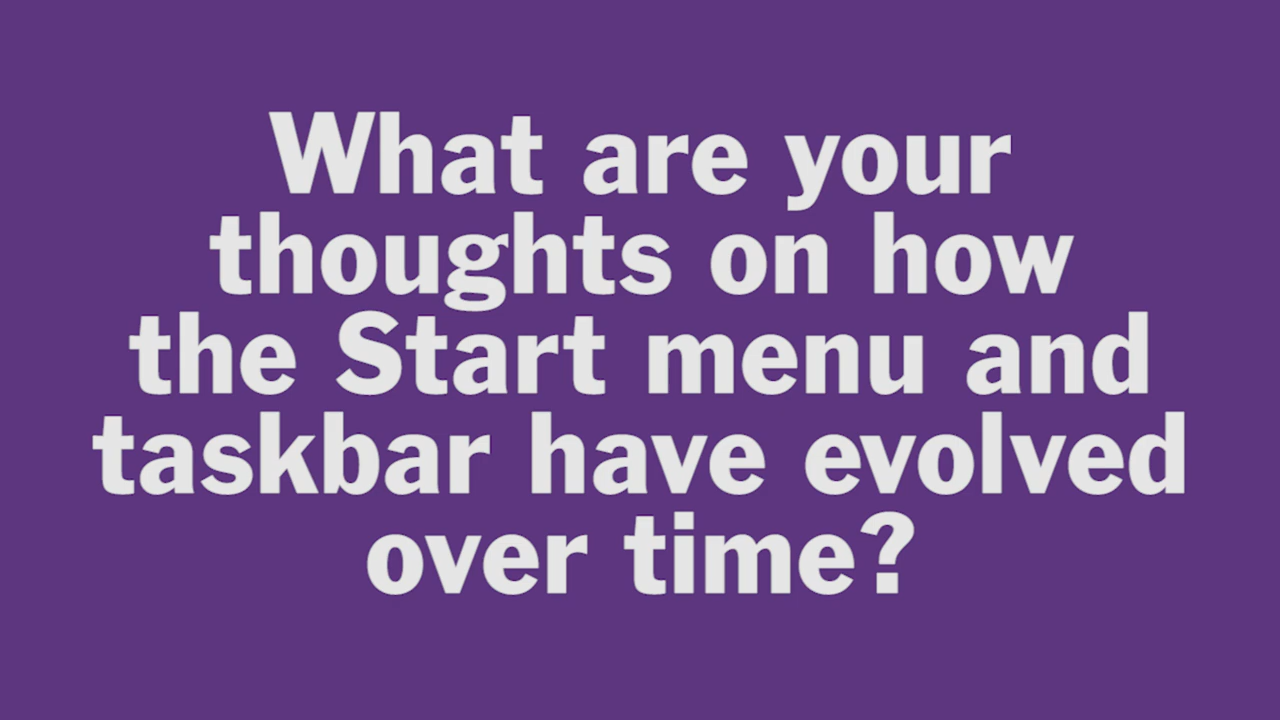 What are your
thoughts on how
the Start menu and
taskbar have evolved
over time?